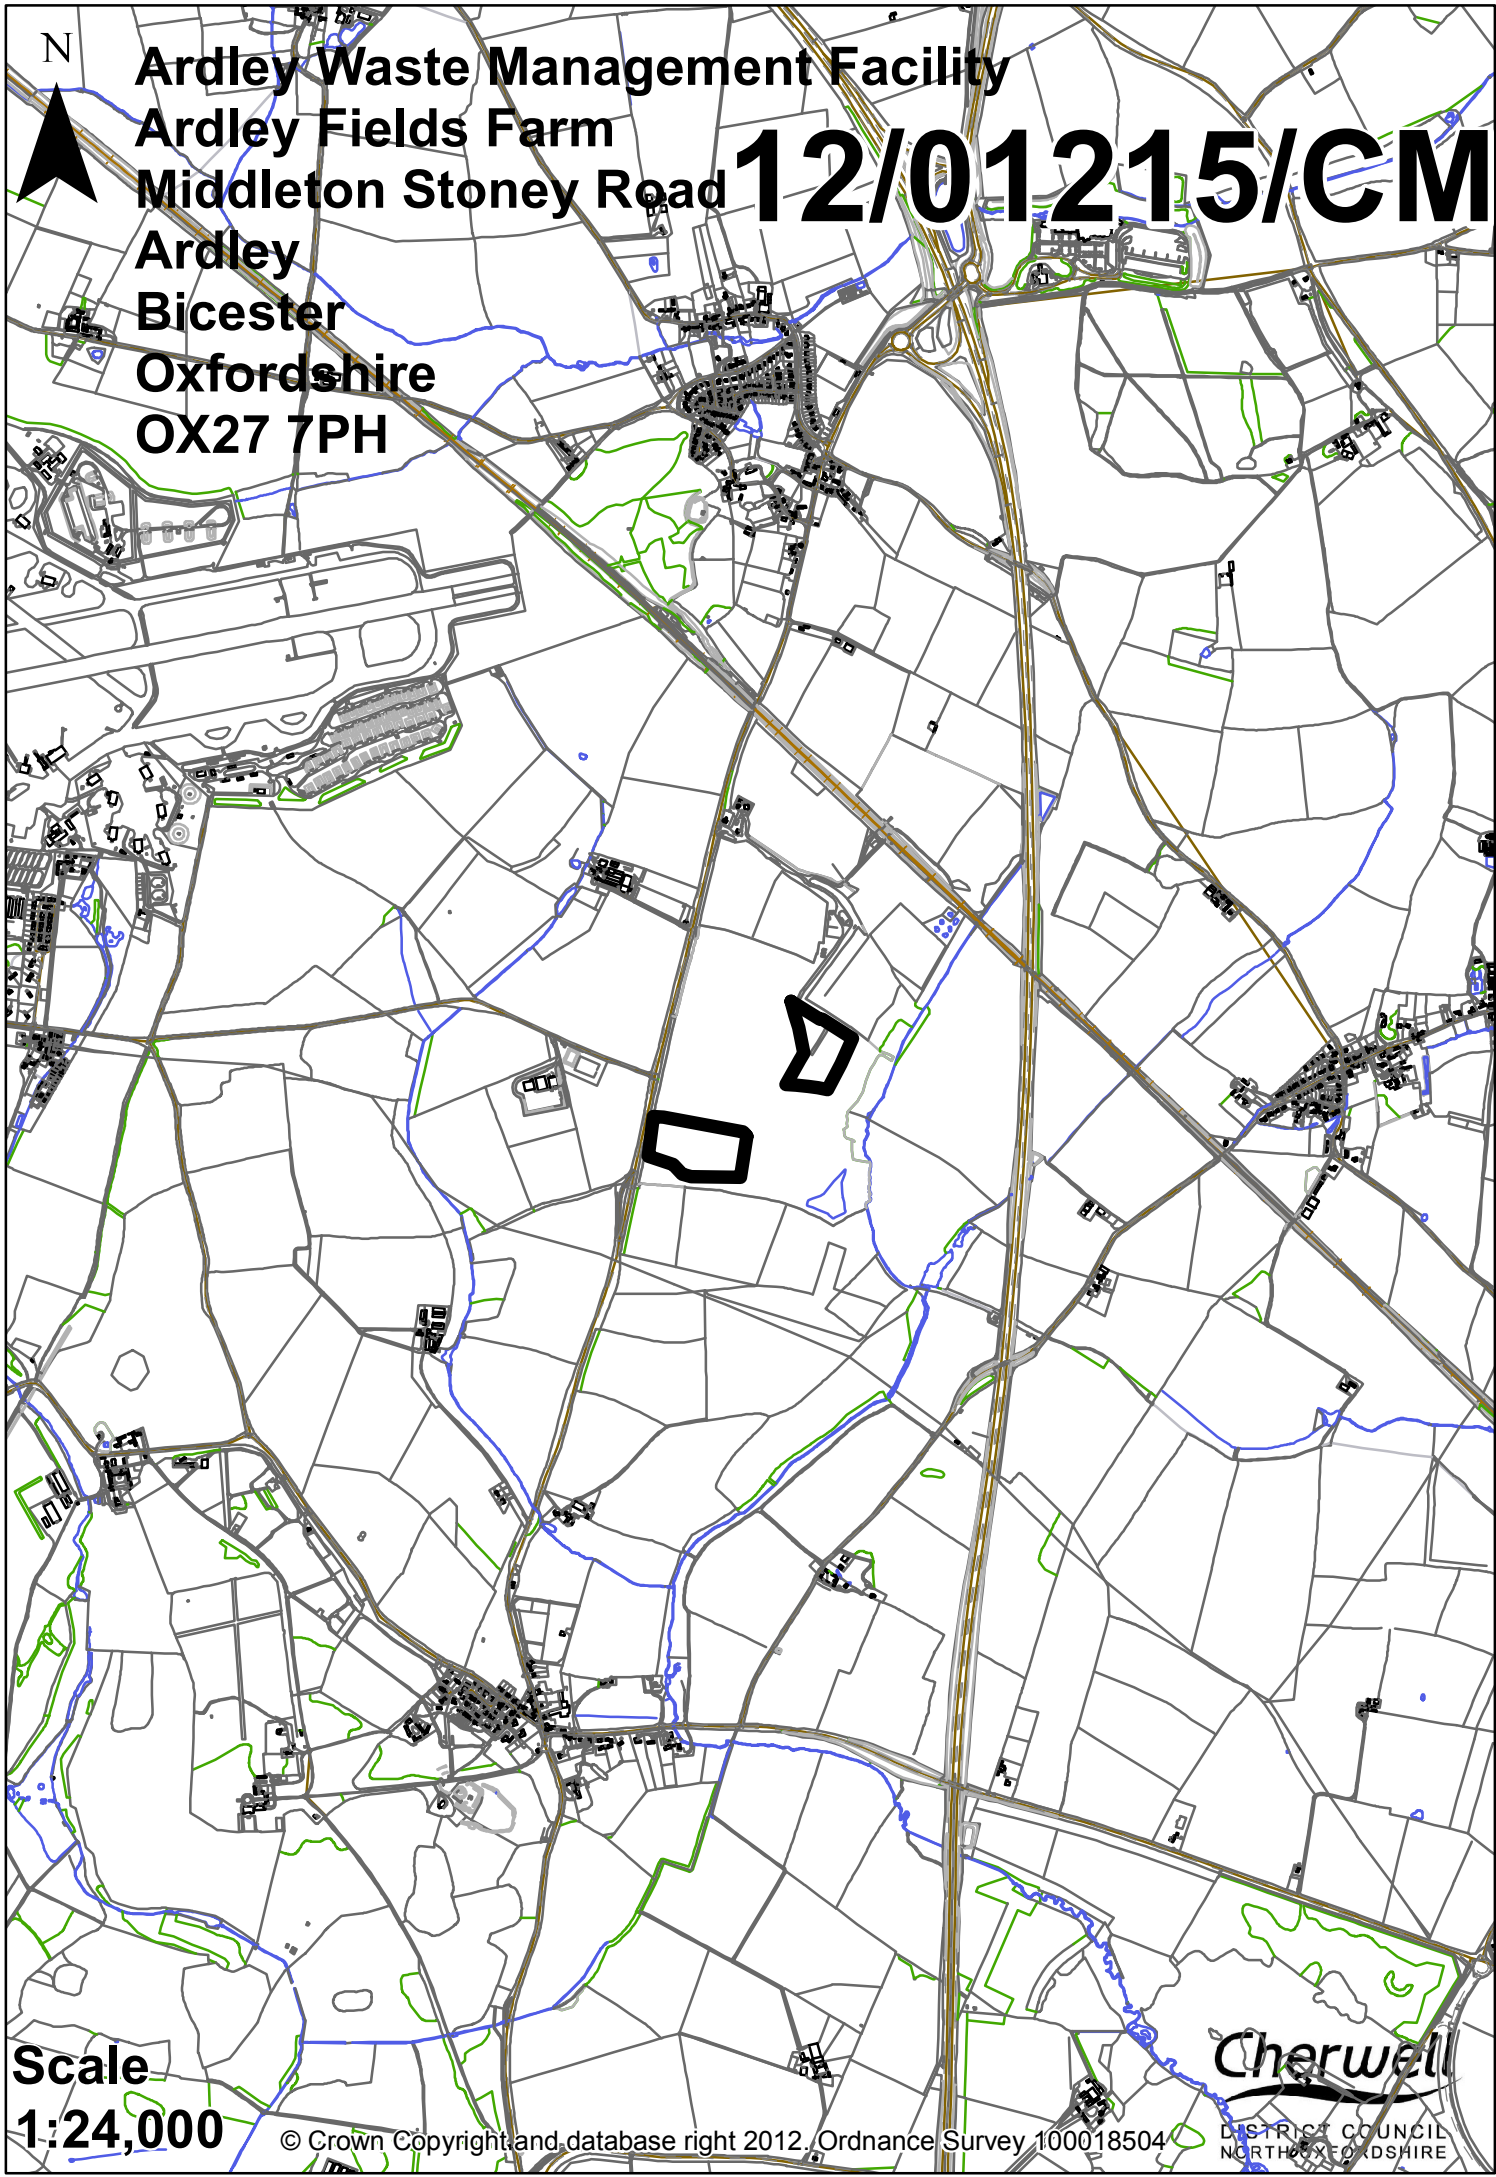 N
Ardley Waste Management Facility
Ardley Fields Farm
Middleton Stoney Road
Ardley
Bicester
Oxfordshire
OX27 7PH
12/01215/CM
Scale
1:24,000
© Crown Copyright and database right 2012. Ordnance Survey 100018504
Cherwell
DISTRICT COUNCIL
NORTH OXFORDSHIRE